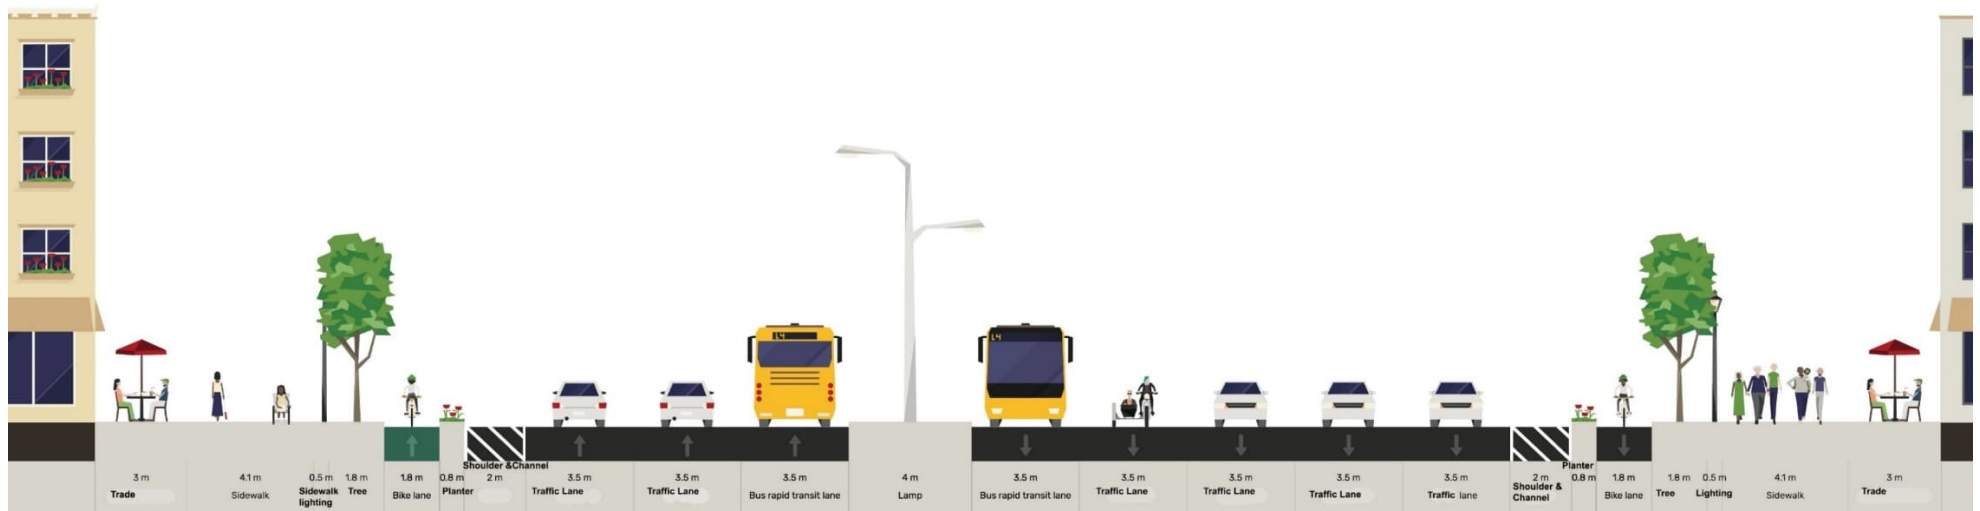 L4
L4
Shoulder &Channel
Planter
3 m
4.1 m
0.5 m
1.8 m
1.8 m
0.8 m
2 m
3.5 m
3.5 m
3.5 m
4 m
3.5 m
3.5 m
3.5 m
3.5 m
3.5 m
2 m
0.8 m
1.8 m
1.8 m
0.5 m
4.1 m
3 m
Trade
Sidewalk
Sidewalk
lighting
Tree
Bike lane
Planter
Traffic Lane
Traffic Lane
Bus rapid transit lane
Lamp
Bus rapid transit lane
Traffic Lane
Traffic Lane
Traffic Lane
Traffic lane
Shoulder &
Channel
Bike lane
Tree
Lighting
Sidewalk
Trade